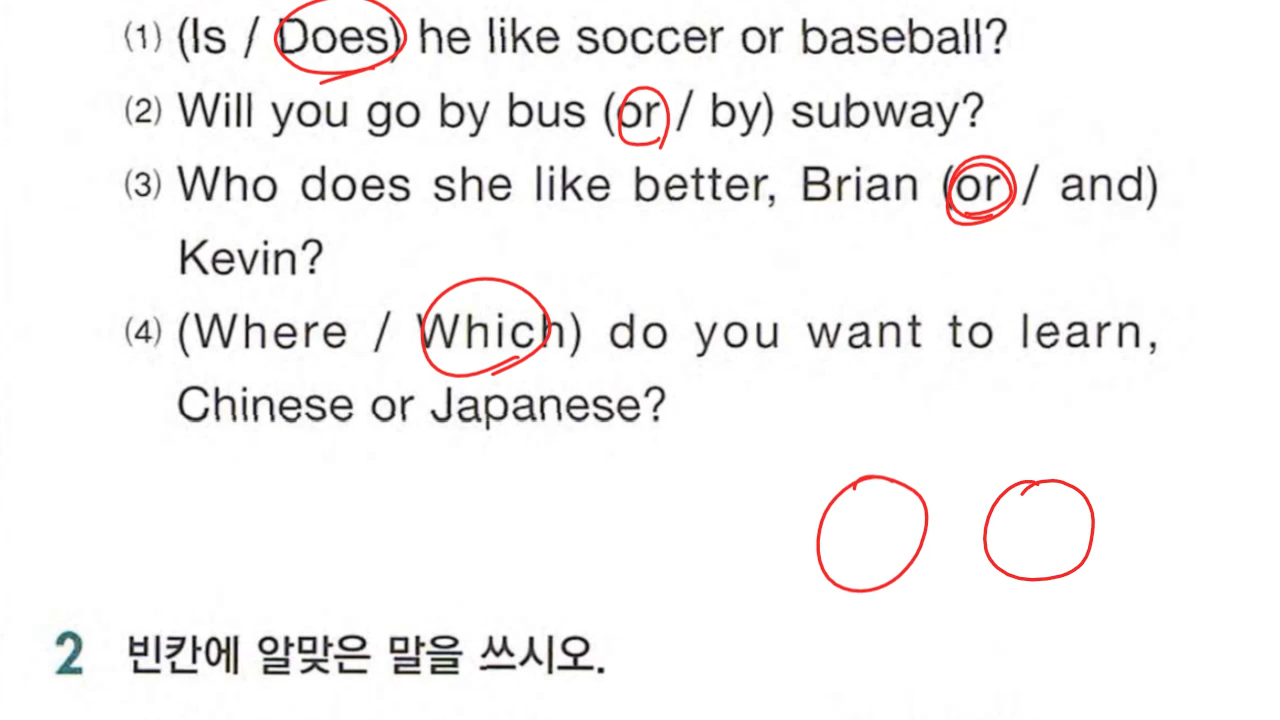 (1) (Is / Does) he like soccer or baseball?
(2) Will you go by bus (or / by) subway?
(3) Who does she like better, Brian (or / and)
Kevin?
(4) (Where / Which) do you want to learn,
Chinese or Japanese?
2 빈칸에 알맞은 말을 쓰시오.